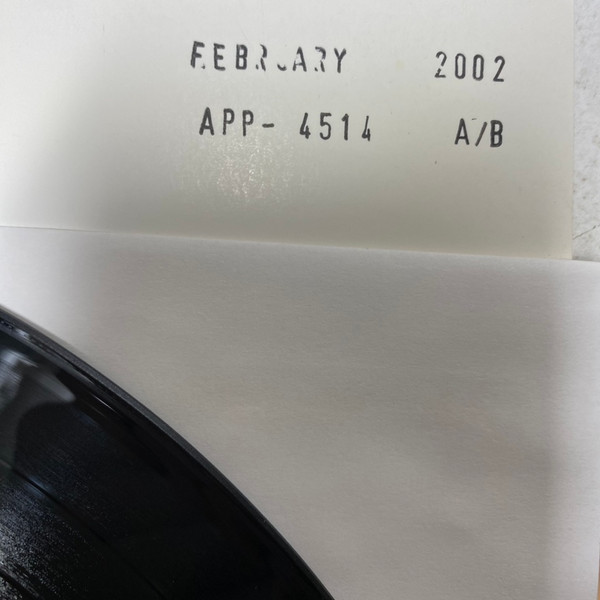 FEBRUARY 2002
APP- 4514 A/B